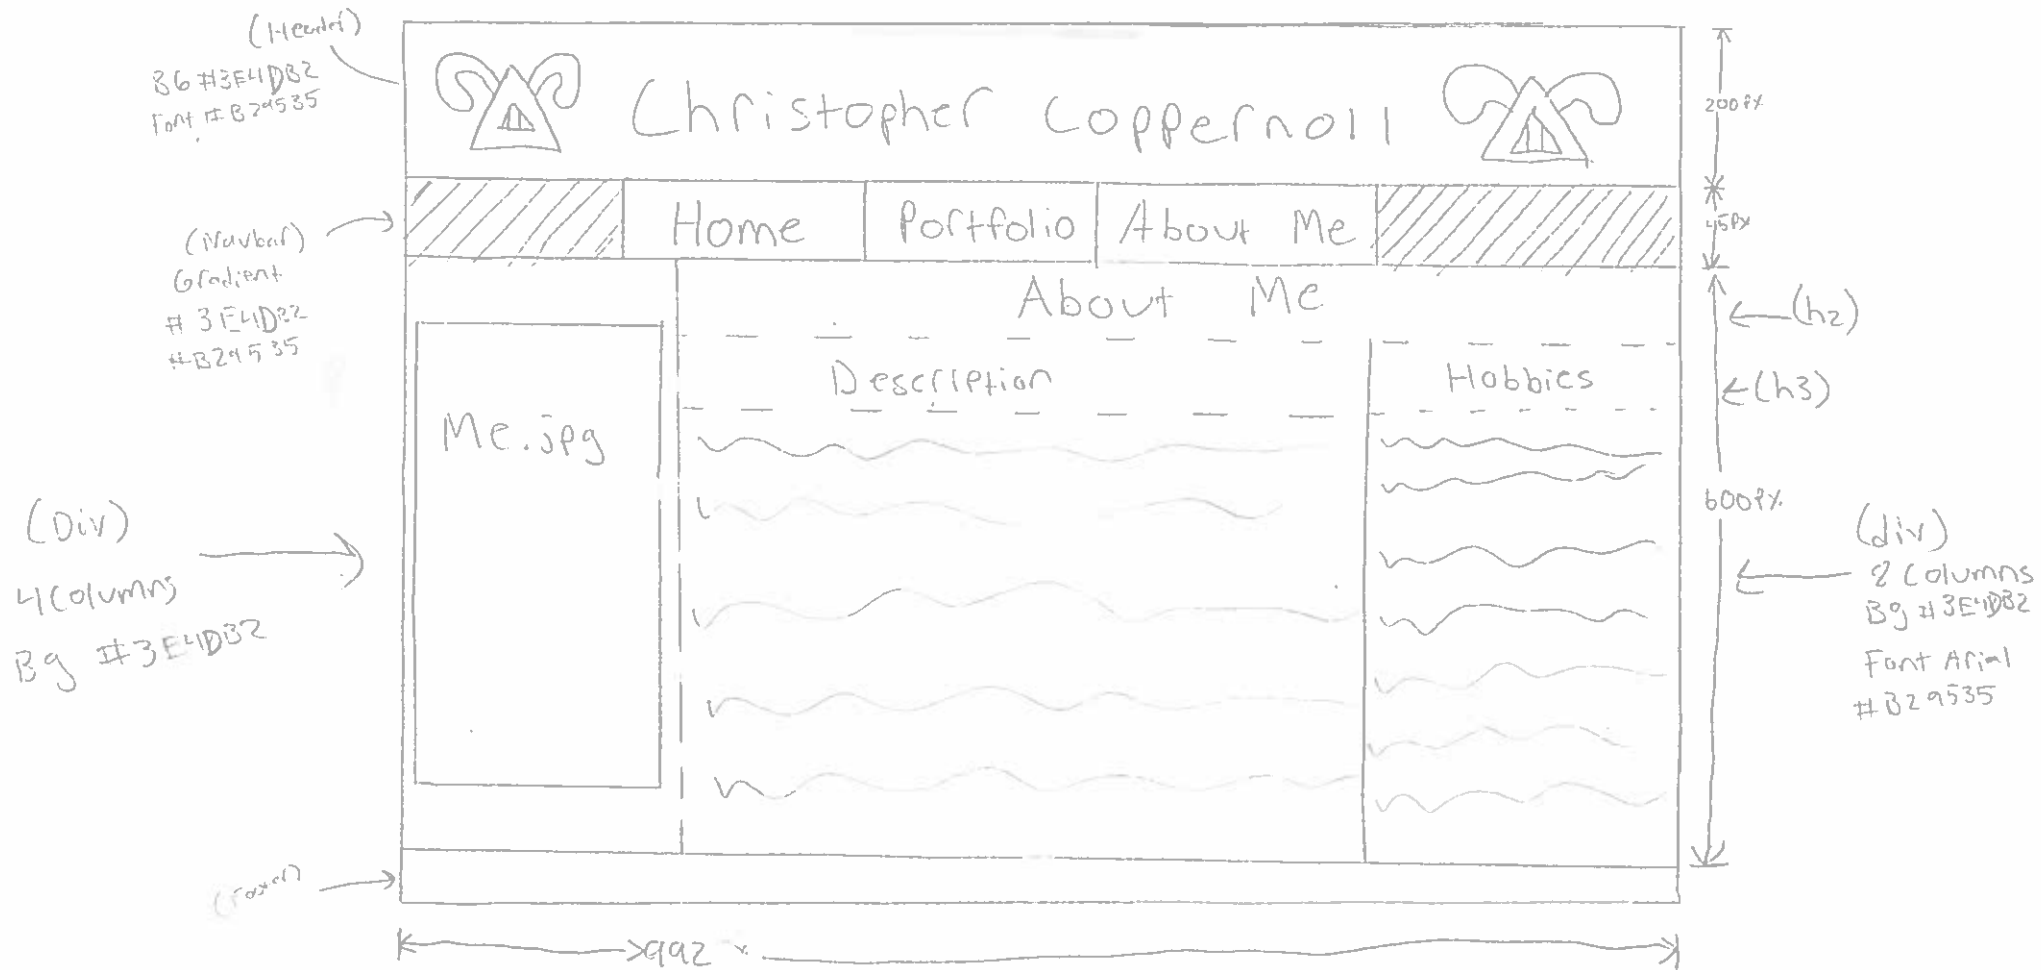 (Header)
BG #3E4DB2
Font #B29535
Christopher Coppernoll
200px
(Navbar)
Gradient
#3E4DB2
#B29535
Home
Portfolio
About Me
45px
About Me
(h2)
Description
Hobbies
(h3)
Me.jpg
600px
(Div)
4 Columns
Bg #3E4DB2
(div)
8 Columns
Bg #3E4DB2
Font Arial
#B29535
(Footer)
>992